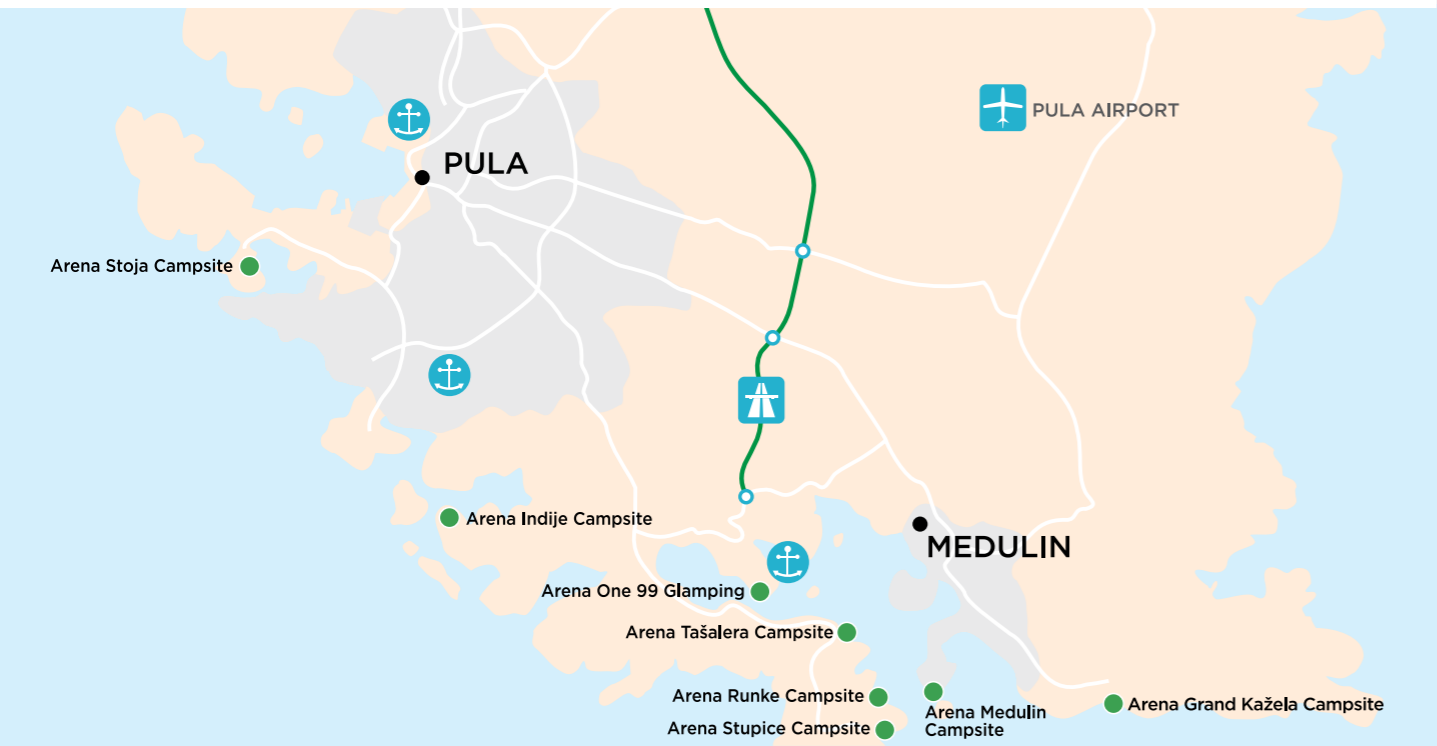 PULA AIRPORT
PULA
Arena Stoja Campsite
Arena Indije Campsite
MEDULIN
Arena One 99 Glamping
Arena Tašalera Campsite
Arena Runke Campsite
Arena Medulin
Campsite
Arena Grand Kažela Campsite
Arena Stupice Campsite